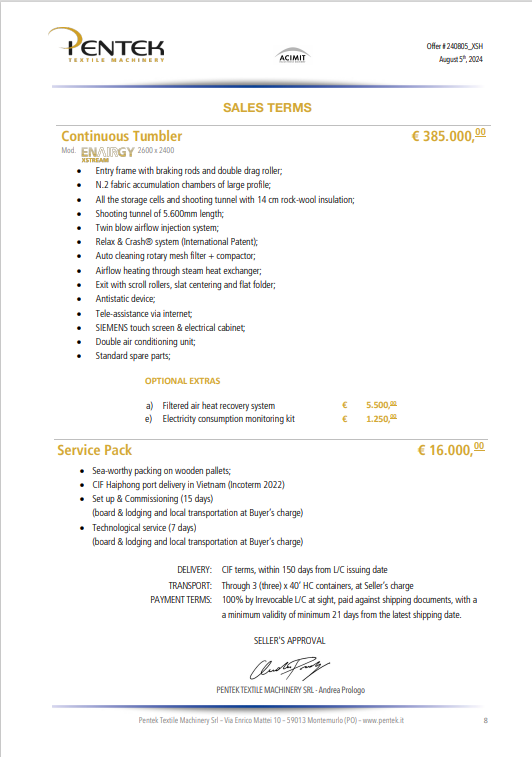 PENTEK
TEXTILE MACHINERY
ACIMIT
Offer # 240805_XSH
August 5th, 2024
SALES TERMS
Continuous Tumbler € 385.000,00
Mod. ENAIRGY XSTREAM 2600 x 2400
• Entry frame with braking rods and double drag roller;
• N.2 fabric accumulation chambers of large profile;
• All the storage cells and shooting tunnel with 14 cm rock-wool insulation;
• Shooting tunnel of 5.600mm length;
• Twin blow airflow injection system;
• Relax & Crash® system (International Patent);
• Auto cleaning rotary mesh filter + compactor;
• Airflow heating through steam heat exchanger;
• Exit with scroll rollers, slat centering and flat folder;
• Antistatic device;
• Tele-assistance via internet;
• SIEMENS touch screen & electrical cabinet;
• Double air conditioning unit;
• Standard spare parts;
OPTIONAL EXTRAS
a) Filtered air heat recovery system € 5.500,00
e) Electricity consumption monitoring kit € 1.250,00
Service Pack € 16.000,00
• Sea-worthy packing on wooden pallets;
• CIF Haiphong port delivery in Vietnam (Incoterm 2022)
• Set up & Commissioning (15 days)
(board & lodging and local transportation at Buyer's charge)
• Technological service (7 days)
(board & lodging and local transportation at Buyer's charge)
DELIVERY: CIF terms, within 150 days from L/C issuing date
TRANSPORT: Through 3 (three) x 40' HC containers, at Seller's charge
PAYMENT TERMS: 100% by Irrevocable L/C at sight, paid against shipping documents, with a
a minimum validity of minimum 21 days from the latest shipping date.
SELLER'S APPROVAL
PENTEK TEXTILE MACHINERY SRL - Andrea Prologo
Pentek Textile Machinery Srl - Via Enrico Mattei 10 - 59013 Montemurlo (PO) - www.pentek.it 8